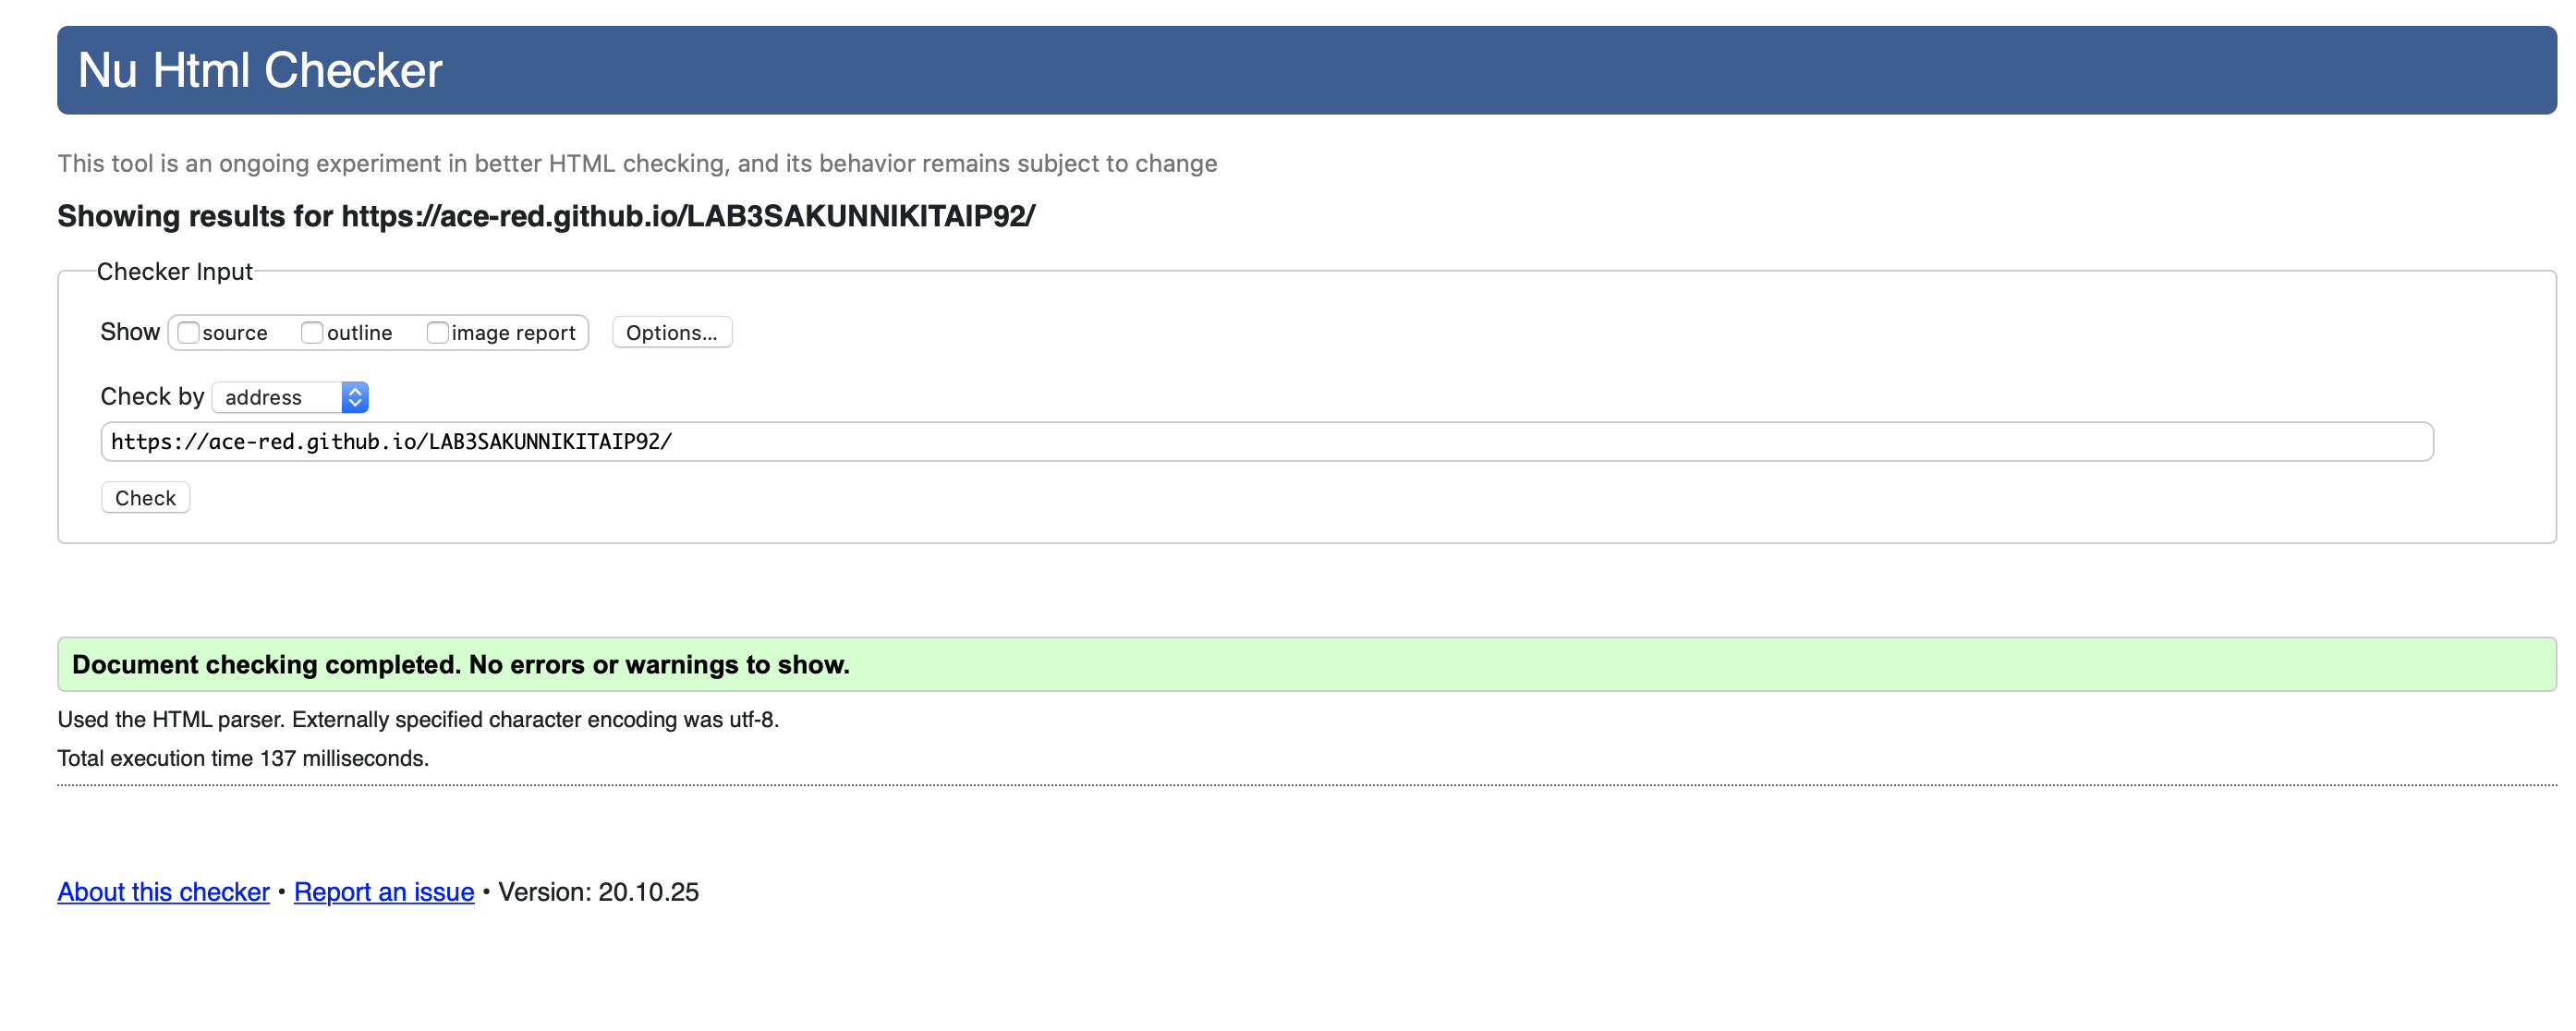 Nu Html Checker
This tool is an ongoing experiment in better HTML checking, and its behavior remains subject to change
Showing results for https://ace-red.github.io/LAB3SAKUNNIKITAIP92/
Checker Input
Show source outline image report Options...
Check by address
https://ace-red.github.io/LAB3SAKUNNIKITAIP92/
Check
Document checking completed. No errors or warnings to show.
Used the HTML parser. Externally specified character encoding was utf-8.
Total execution time 137 milliseconds.
About this checker • Report an issue • Version: 20.10.25